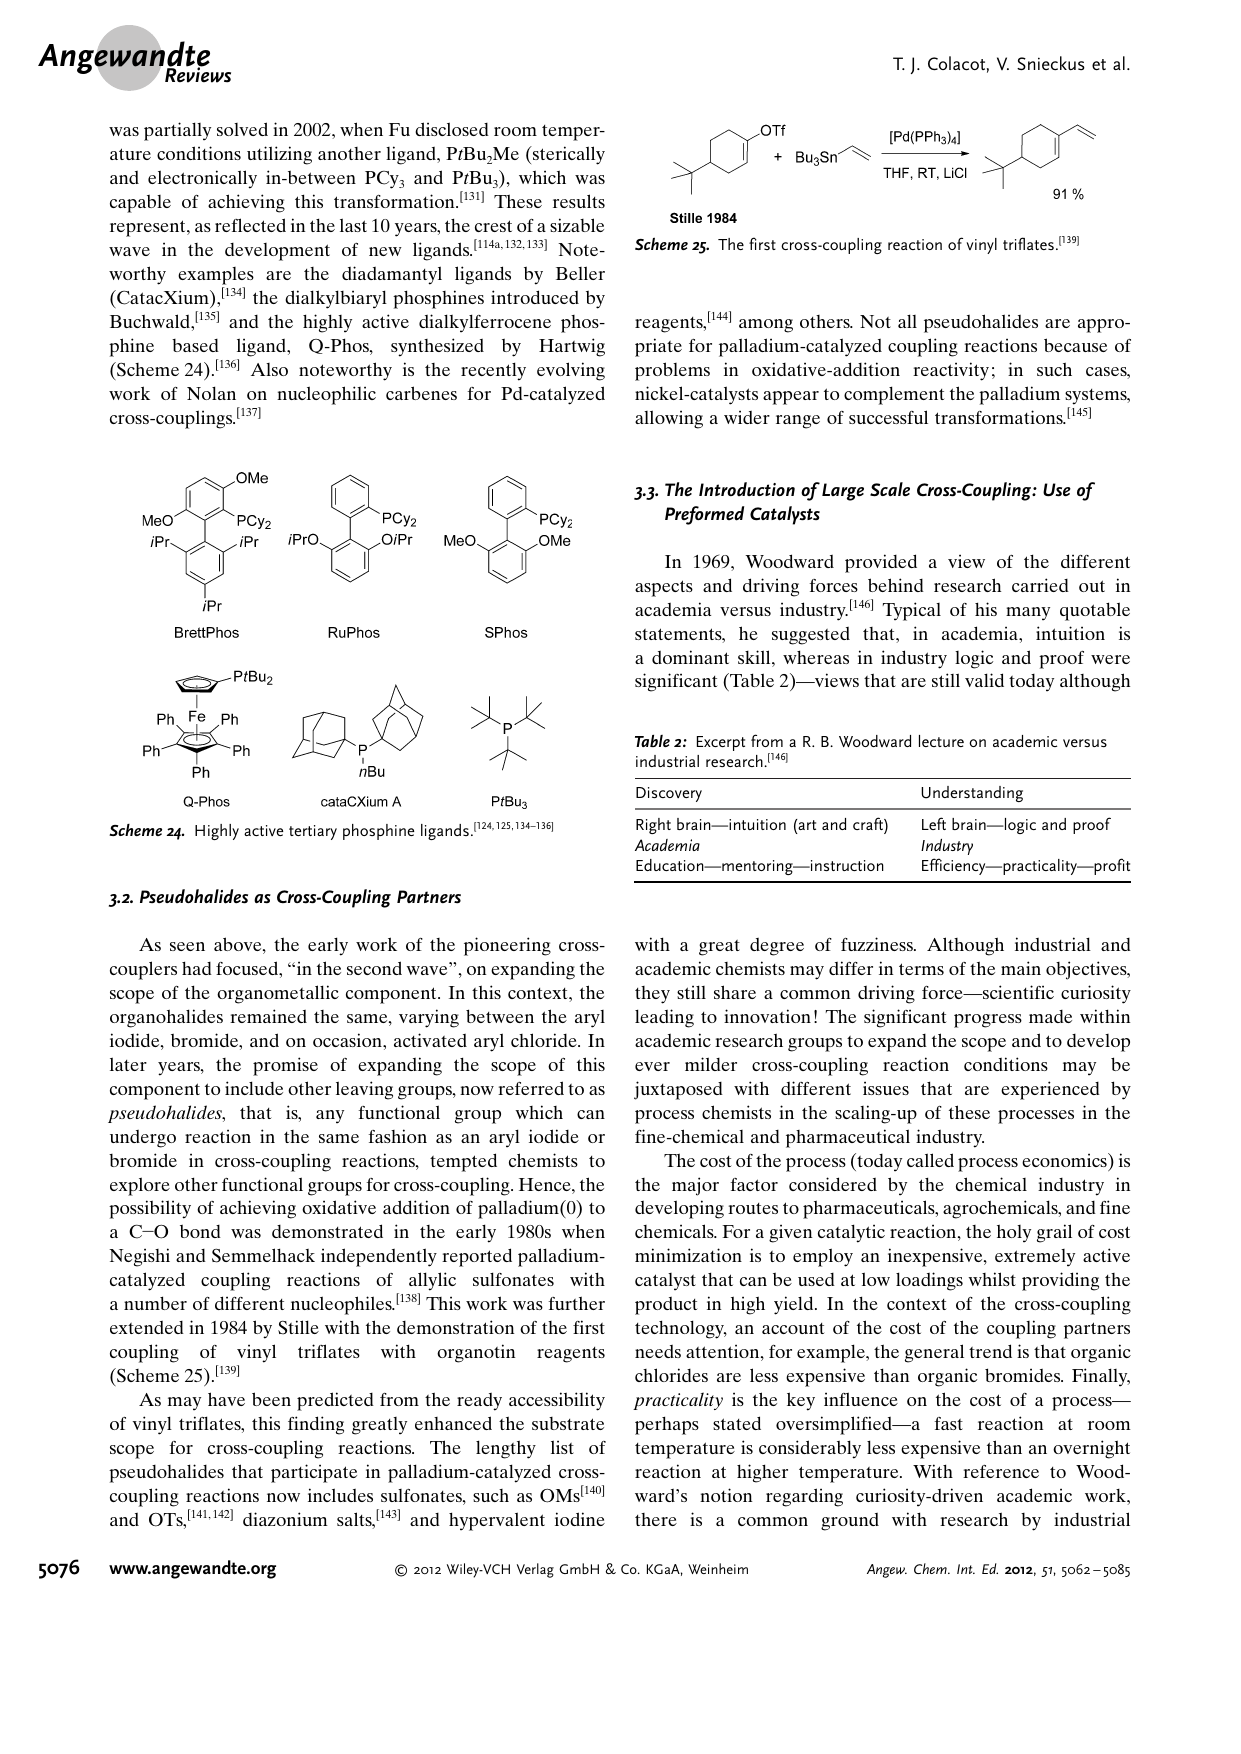 Angewandte
Reviews
T. J. Colacot, V. Snieckus et al.
was partially solved in 2002, when Fu disclosed room temper-
ature conditions utilizing another ligand, PtBu2Me (sterically
and electronically in-between PCy3 and PtBu3), which was
capable of achieving this transformation.[131] These results
represent, as reflected in the last 10 years, the crest of a sizable
wave in the development of new ligands.[114a,132,133] Note-
worthy examples are the diadamantyl ligands by Beller
(CatacXium),[134] the dialkylbiaryl phosphines introduced by
Buchwald,[135] and the highly active dialkylferrocene phos-
phine based ligand, Q-Phos, synthesized by Hartwig
(Scheme 24).[136] Also noteworthy is the recently evolving
work of Nolan on nucleophilic carbenes for Pd-catalyzed
cross-couplings.[137]
OMe
MeO
PCy2
iPr
iPr
iPr
BrettPhos
PCy2
iPrO
OiPr
RuPhos
PCy2
MeO
OMe
SPhos
PtBu2
Fe
Ph
Ph
Ph
Ph
Ph
Q-Phos
P
nBu
cataCXium A
P
PtBu3
Scheme 24. Highly active tertiary phosphine ligands.[124,125,134–136]
3.2. Pseudohalides as Cross-Coupling Partners
As seen above, the early work of the pioneering cross-
couplers had focused, “in the second wave”, on expanding the
scope of the organometallic component. In this context, the
organohalides remained the same, varying between the aryl
iodide, bromide, and on occasion, activated aryl chloride. In
later years, the promise of expanding the scope of this
component to include other leaving groups, now referred to as
pseudohalides, that is, any functional group which can
undergo reaction in the same fashion as an aryl iodide or
bromide in cross-coupling reactions, tempted chemists to
explore other functional groups for cross-coupling. Hence, the
possibility of achieving oxidative addition of palladium(0) to
a C–O bond was demonstrated in the early 1980s when
Negishi and Semmelhack independently reported palladium-
catalyzed coupling reactions of allylic sulfonates with
a number of different nucleophiles.[138] This work was further
extended in 1984 by Stille with the demonstration of the first
coupling of vinyl triflates with organotin reagents
(Scheme 25).[139]
As may have been predicted from the ready accessibility
of vinyl triflates, this finding greatly enhanced the substrate
scope for cross-coupling reactions. The lengthy list of
pseudohalides that participate in palladium-catalyzed cross-
coupling reactions now includes sulfonates, such as OMs[140]
and OTs,[141,142] diazonium salts,[143] and hypervalent iodine
OTf
+
Bu3Sn
[Pd(PPh3)4]
THF, RT, LiCl
91 %
Stille 1984
Scheme 25. The first cross-coupling reaction of vinyl triflates.[139]
reagents,[144] among others. Not all pseudohalides are appro-
priate for palladium-catalyzed coupling reactions because of
problems in oxidative-addition reactivity; in such cases,
nickel-catalysts appear to complement the palladium systems,
allowing a wider range of successful transformations.[145]
3.3. The Introduction of Large Scale Cross-Coupling: Use of
Preformed Catalysts
In 1969, Woodward provided a view of the different
aspects and driving forces behind research carried out in
academia versus industry.[146] Typical of his many quotable
statements, he suggested that, in academia, intuition is
a dominant skill, whereas in industry logic and proof were
significant (Table 2)—views that are still valid today although
Table 2: Excerpt from a R. B. Woodward lecture on academic versus
industrial research.[146]
Discovery Understanding
Right brain—intuition (art and craft) Left brain—logic and proof
Academia Industry
Education—mentoring—instruction Efficiency—practicality—profit
with a great degree of fuzziness. Although industrial and
academic chemists may differ in terms of the main objectives,
they still share a common driving force—scientific curiosity
leading to innovation! The significant progress made within
academic research groups to expand the scope and to develop
ever milder cross-coupling reaction conditions may be
juxtaposed with different issues that are experienced by
process chemists in the scaling-up of these processes in the
fine-chemical and pharmaceutical industry.
The cost of the process (today called process economics) is
the major factor considered by the chemical industry in
developing routes to pharmaceuticals, agrochemicals, and fine
chemicals. For a given catalytic reaction, the holy grail of cost
minimization is to employ an inexpensive, extremely active
catalyst that can be used at low loadings whilst providing the
product in high yield. In the context of the cross-coupling
technology, an account of the cost of the coupling partners
needs attention, for example, the general trend is that organic
chlorides are less expensive than organic bromides. Finally,
practicality is the key influence on the cost of a process—
perhaps stated oversimplified—a fast reaction at room
temperature is considerably less expensive than an overnight
reaction at higher temperature. With reference to Wood-
ward’s notion regarding curiosity-driven academic work,
there is a common ground with research by industrial
5076 www.angewandte.org
© 2012 Wiley-VCH Verlag GmbH & Co. KGaA, Weinheim
Angew. Chem. Int. Ed. 2012, 51, 5062 – 5085